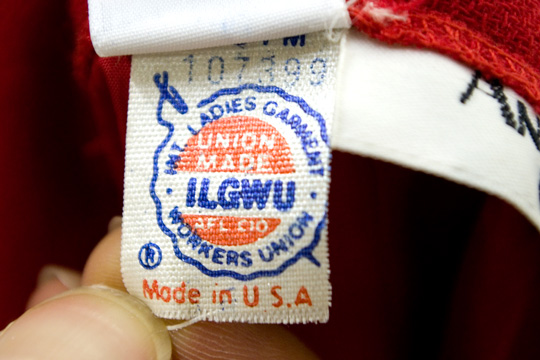 107399
INT. LADIES GARMENT
UNION
MADE
ILGWU
AFL CIO
WORKERS UNION
®
Made in U S.A